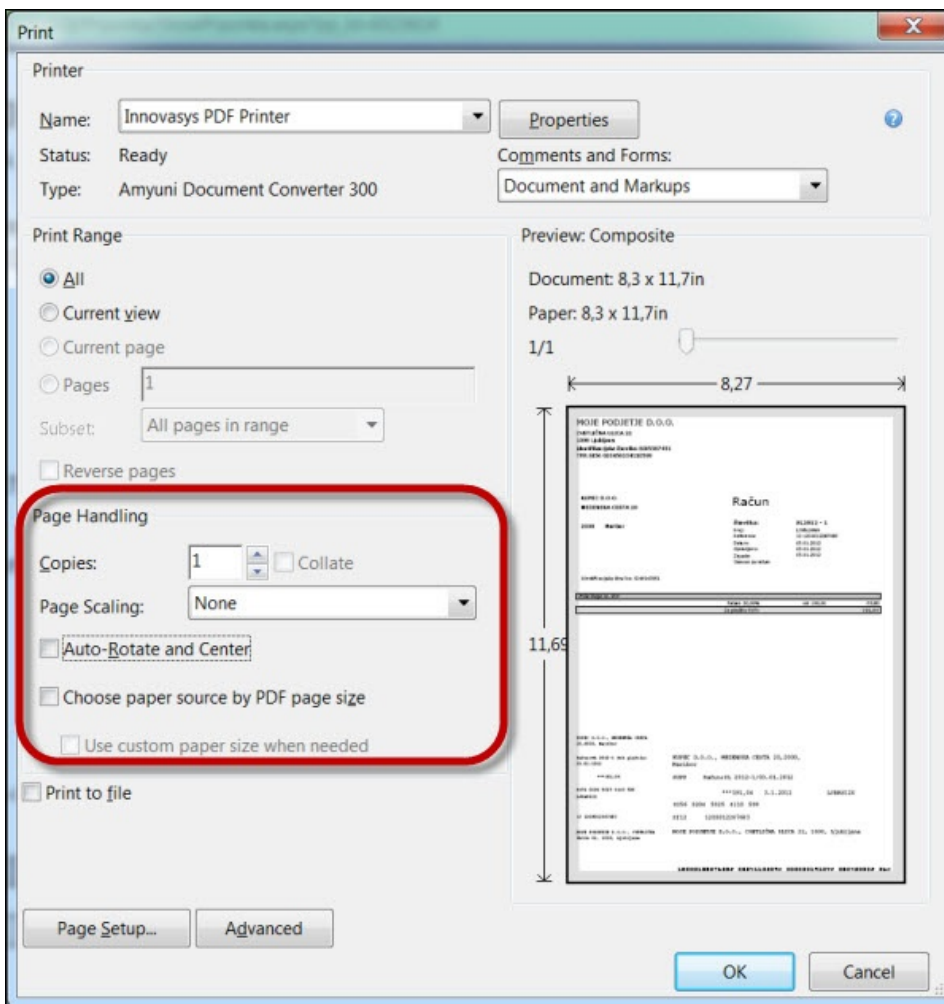 Print
Printer
Name: Innovasys PDF Printer Properties
Status: Ready Comments and Forms:
Type: Amyuni Document Converter 300 Document and Markups
Print Range
All
Current view
Current page
Pages 1
Subset: All pages in range
Reverse pages
Page Handling
Copies: 1 Collate
Page Scaling: None
Auto-Rotate and Center
Choose paper source by PDF page size
Use custom paper size when needed
Print to file
Preview: Composite
Document: 8,3 x 11,7in
Paper: 8,3 x 11,7in
1/1
8,27
11,69
MOJE PODJETJE D.O.O.
Račun
Page Setup... Advanced
OK Cancel